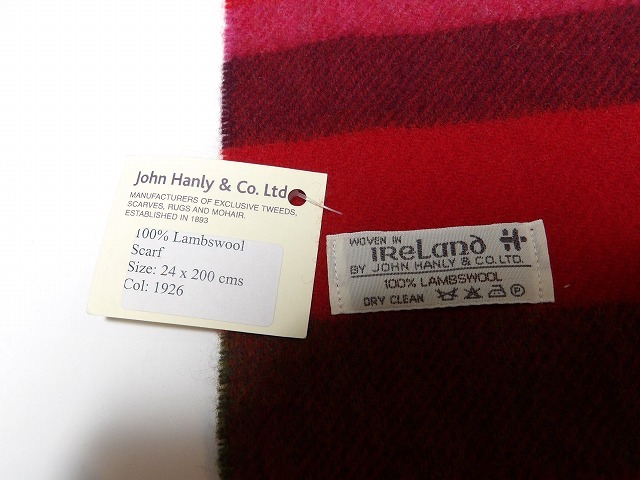 John Hanly & Co. Ltd
MANUFACTURERS OF EXCLUSIVE TWEEDS,
SCARVES, RUGS AND MOHAIR.
ESTABLISHED IN 1893
100% Lambswool
Scarf
Size: 24 x 200 cms
Col: 1926
WOVEN IN
IReLanD
BY JOHN HANLY & CO. LTD.
100% LAMBSWOOL
DRY CLEAN P